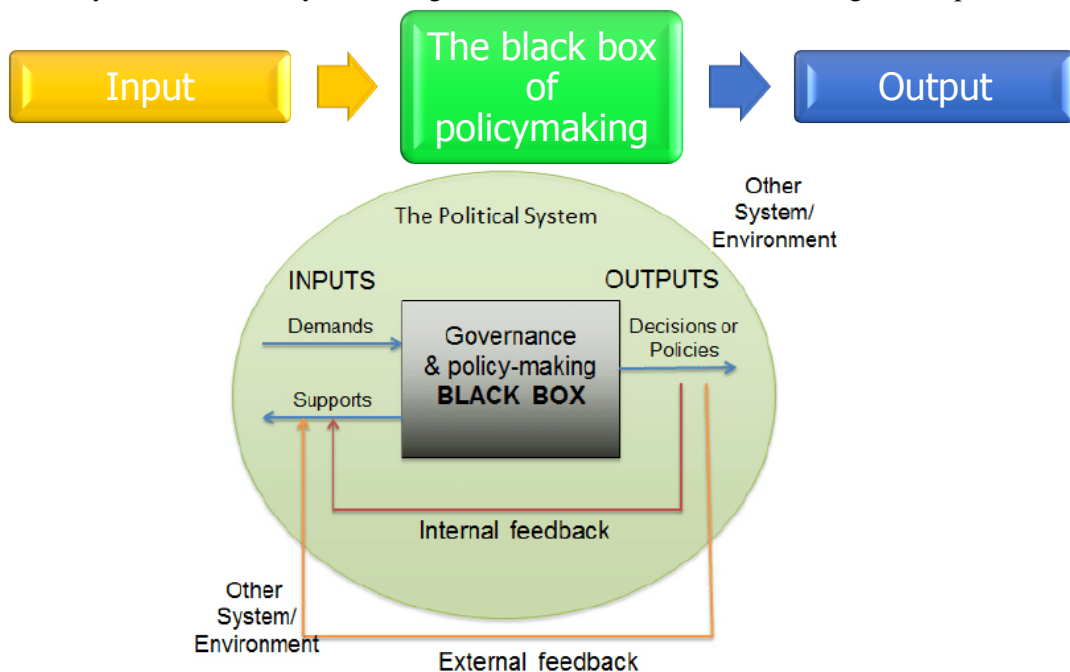 Input
The black box
of
policymaking
Output
Other
System/
Environment
The Political System
INPUTS
OUTPUTS
Demands
Governance
& policy-making
BLACK BOX
Decisions or
Policies
Supports
Internal feedback
Other
System/
Environment
External feedback